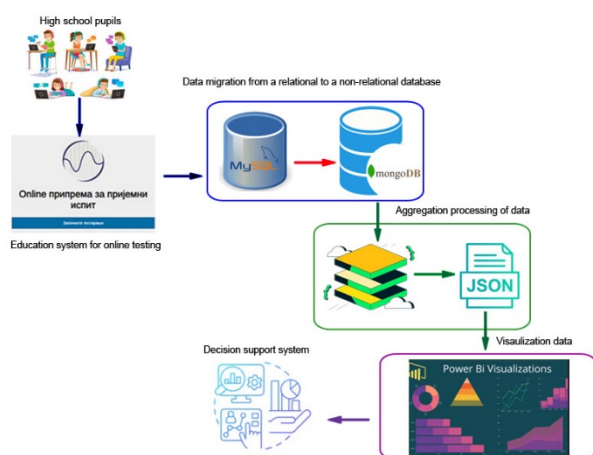 High school pupils
Data migration from a relational to a non-relational database
MySQL
mongoDB
Online припрема за пријемни
испит
Education system for online testing
Aggregation processing of data
JSON
Visaulization data
Decision support system
Power Bi Visualizations